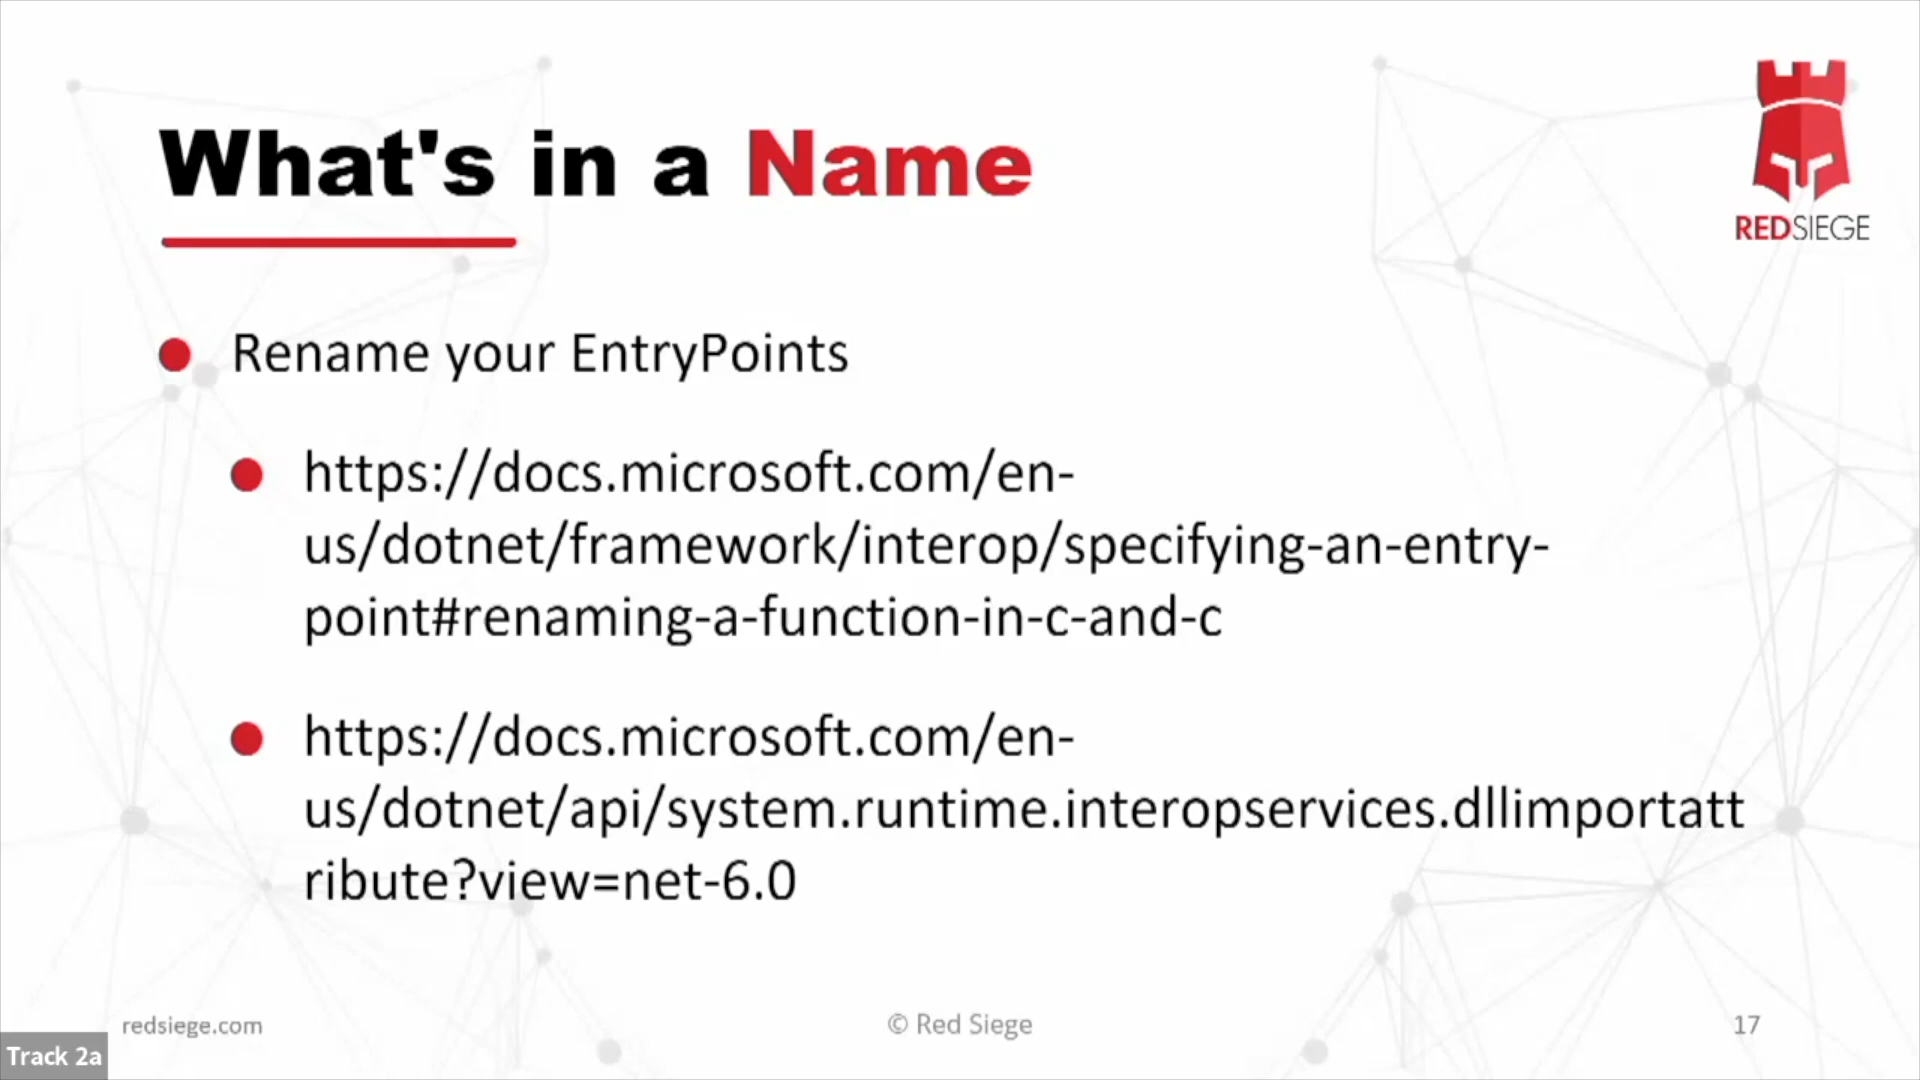 What's in a Name
REDSIEGE
Rename your EntryPoints
https://docs.microsoft.com/en-
us/dotnet/framework/interop/specifying-an-entry-
point#renaming-a-function-in-c-and-c
https://docs.microsoft.com/en-
us/dotnet/api/system.runtime.interopservices.dllimportatt
ribute?view=net-6.0
redsiege.com
© Red Siege
17
Track 2a